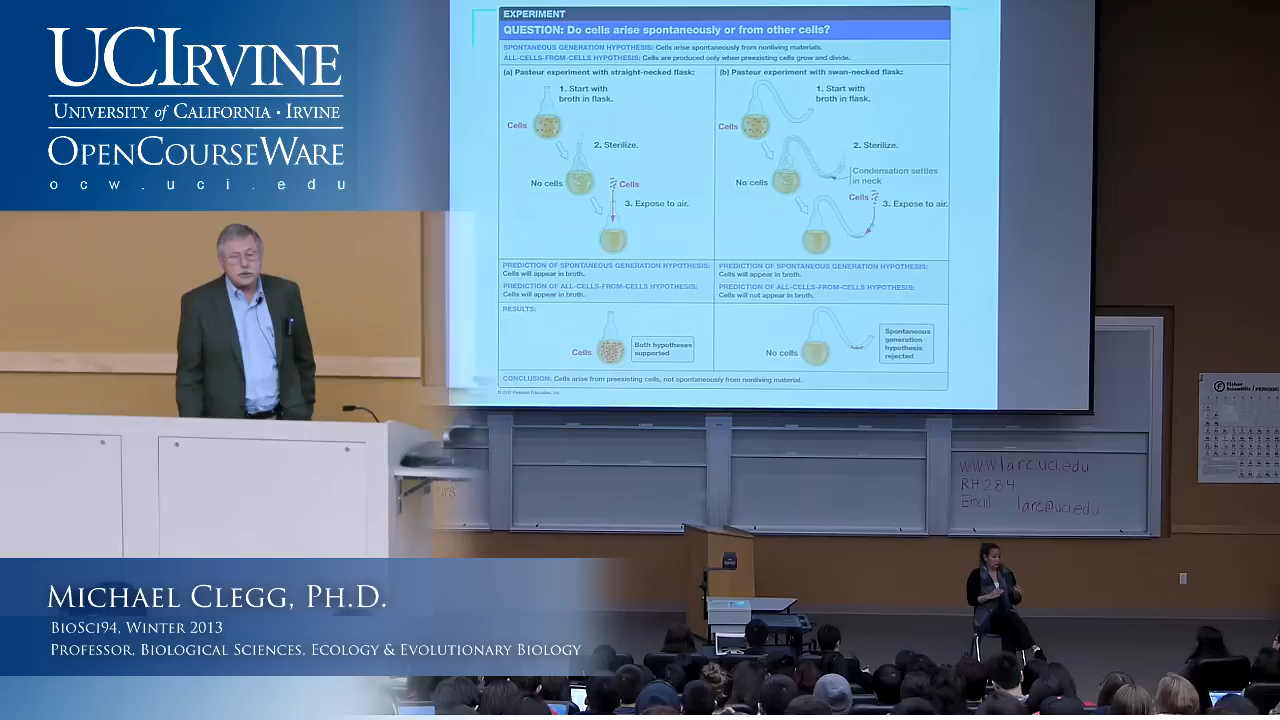 UCIRVINE
UNIVERSITY of CALIFORNIA · IRVINE
OPENCOURSEWARE
ocw.uci.edu
EXPERIMENT
QUESTION: Do cells arise spontaneously or from other cells?
SPONTANEOUS GENERATION HYPOTHESIS: Cells arise spontaneously from nonliving materials.
ALL-CELLS-FROM-CELLS HYPOTHESIS: Cells are produced only when preexisting cells grow and divide.
(a) Pasteur experiment with straight-necked flask:
1. Start with
broth in flask.
Cells
2. Sterilize.
No cells
Cells
3. Expose to air.
PREDICTION OF SPONTANEOUS GENERATION HYPOTHESIS:
Cells will appear in broth.
PREDICTION OF ALL-CELLS-FROM-CELLS HYPOTHESIS:
Cells will appear in broth.
RESULTS:
Cells
Both hypotheses
supported
(b) Pasteur experiment with swan-necked flask:
1. Start with
broth in flask.
Cells
2. Sterilize.
Condensation settles
in neck
No cells
Cells
3. Expose to air.
PREDICTION OF SPONTANEOUS GENERATION HYPOTHESIS:
Cells will appear in broth.
PREDICTION OF ALL-CELLS-FROM-CELLS HYPOTHESIS:
Cells will not appear in broth.
No cells
Spontaneous
generation
hypothesis
rejected
CONCLUSION: Cells arise from preexisting cells, not spontaneously from nonliving material.
© 2011 Pearson Education, Inc.
www.larc.uci.edu
RH 284
Email: larc@uci.edu
Fisher
Scientific / PERIODIC
MICHAEL CLEGG, PH.D.
BIOSCI94, WINTER 2013
PROFESSOR, BIOLOGICAL SCIENCES, ECOLOGY & EVOLUTIONARY BIOLOGY